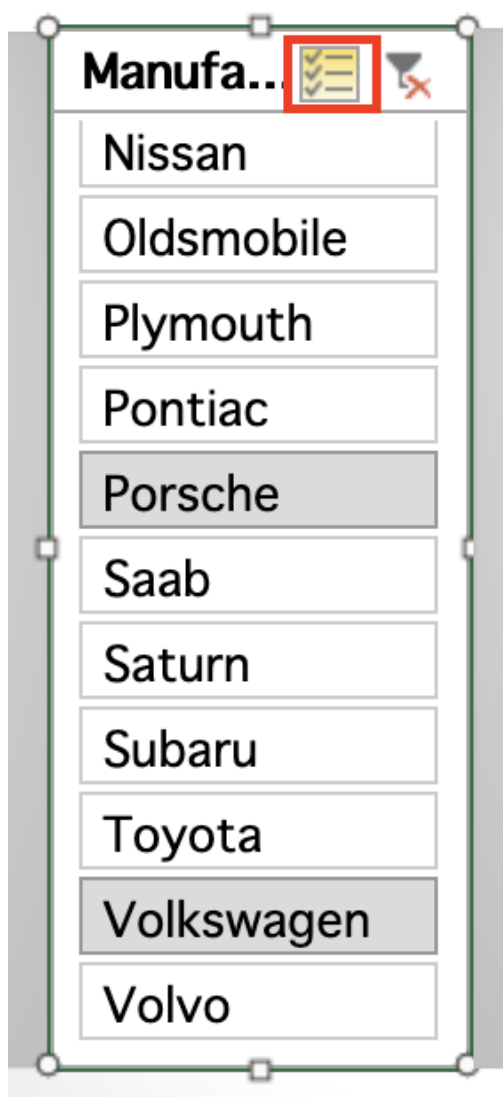 Manufa...
Nissan
Oldsmobile
Plymouth
Pontiac
Porsche
Saab
Saturn
Subaru
Toyota
Volkswagen
Volvo